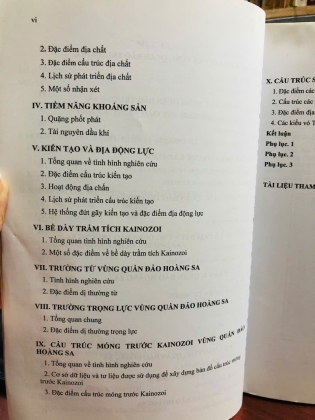 vi
2. Đặc điểm địa chất
3. Đặc điểm cấu trúc địa chất
4. Lịch sử phát triển địa chất
5. Một số nhận xét
IV. TIỀM NĂNG KHOÁNG SẢN
1. Quặng phốt phát
2. Tài nguyên dầu khí
V. KIẾN TẠO VÀ ĐỊA ĐỘNG LỰC
1. Tổng quan về tình hình nghiên cứu
2. Đặc điểm cấu trúc kiến tạo
3. Hoạt động địa chấn
4. Lịch sử phát triển cấu trúc kiến tạo
5. Hệ thống đứt gãy kiến tạo và đặc điểm địa động lực
VI. BỀ DÀY TRẦM TÍCH KAINOZOI
1. Tổng quan tình hình nghiên cứu
2. Một số đặc điểm về bề dày trầm tích Kainozoi
VII. TRƯỜNG TỪ VÙNG QUẦN ĐẢO HOÀNG SA
1. Tình hình nghiên cứu
2. Đặc điểm dị thường từ
VIII. TRƯỜNG TRỌNG LỰC VÙNG QUẦN ĐẢO HOÀNG SA
1. Tổng quan chung
2. Đặc điểm dị thường trọng lực
IX. CẤU TRÚC MÓNG TRƯỚC KAINOZOI VÙNG QUẦN ĐẢO
HOÀNG SA
1. Tổng quan về tình hình nghiên cứu
2. Cơ sở dữ liệu và tư liệu được sử dụng để xây dựng bản đồ cấu trúc móng
trước Kainozoi
3. Đặc điểm cấu trúc móng trước Kainozoi
X. CẤU TRÚC
1. Đặc điểm các
2. Cấu trúc các
3. Đặc điểm địa
4. Các kiểu vỏ
Kết luận
Phụ lục. 1
Phụ lục. 2
Phụ lục. 3
TÀI LIỆU THAM